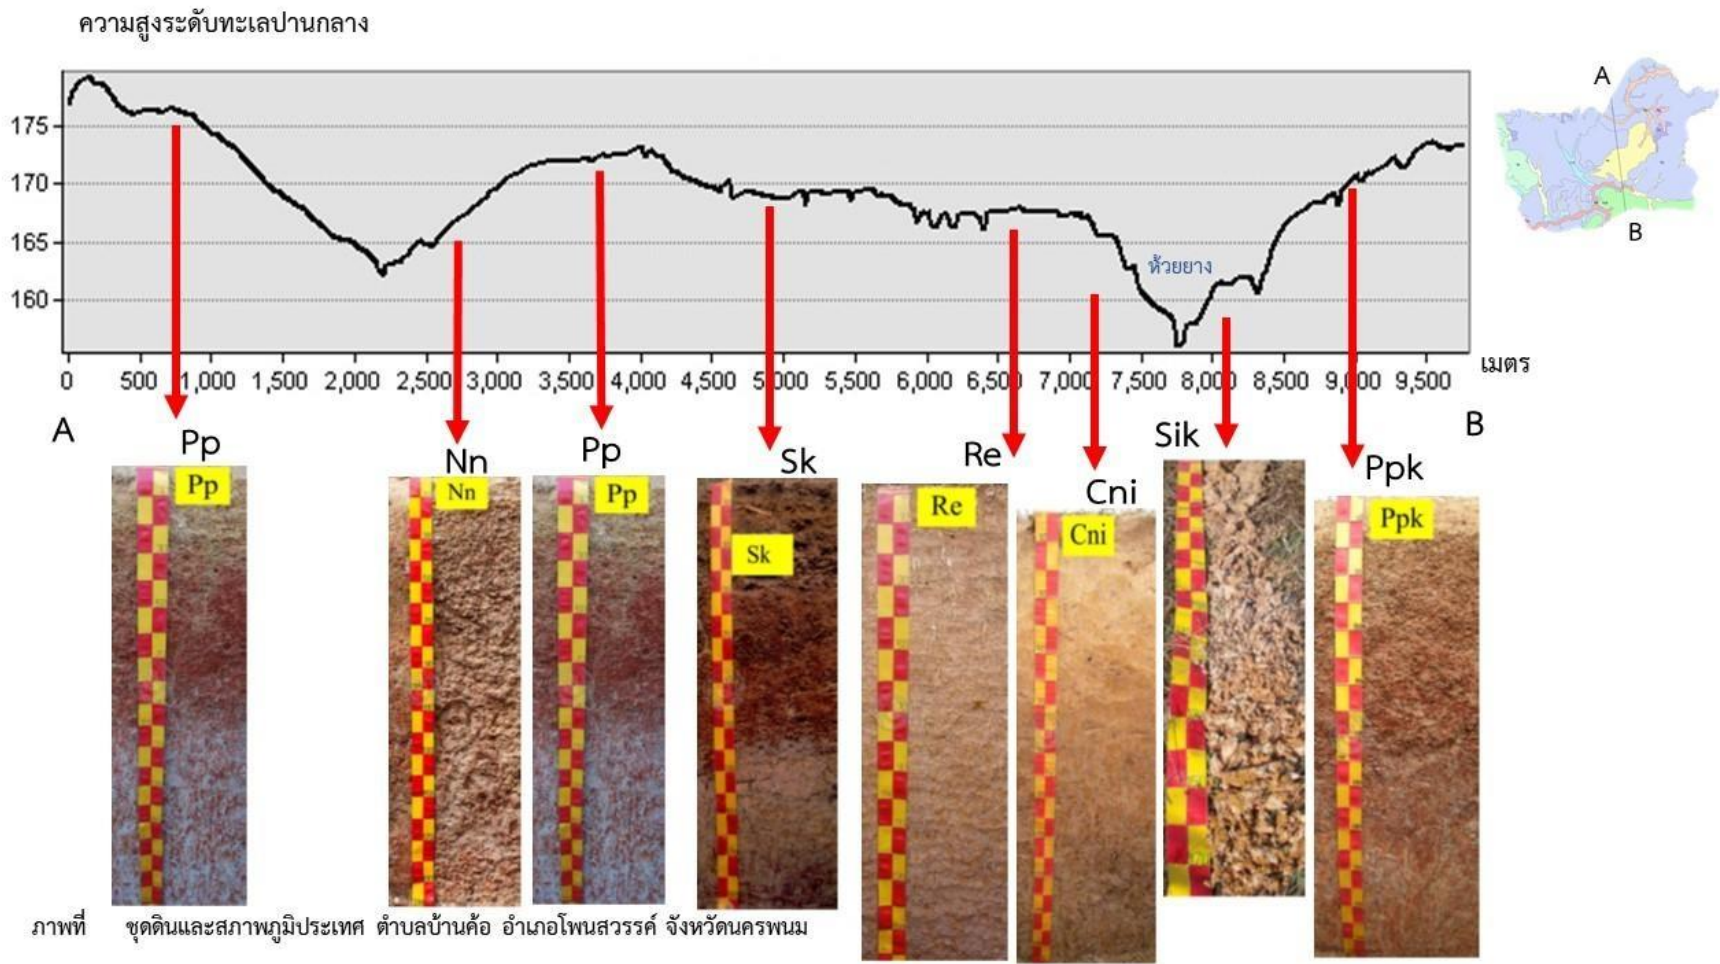 ความสูงระดับทะเลปานกลาง
175
170
165
160
ห้วยยาง
A
B
0 500 1,000 1,500 2,000 2,500 3,000 3,500 4,000 4,500 5,000 5,500 6,000 6,500 7,000 7,500 8,000 8,500 9,000 9,500
เมตร
A
B
Pp
Nn
Pp
Sk
Re
Cni
Sik
Ppk
Pp
Nn
Pp
Sk
Re
Cni
Ppk
ภาพที่ ชุดดินและสภาพภูมิประเทศ ตำบลบ้านค้อ อำเภอโพนสวรรค์ จังหวัดนครพนม